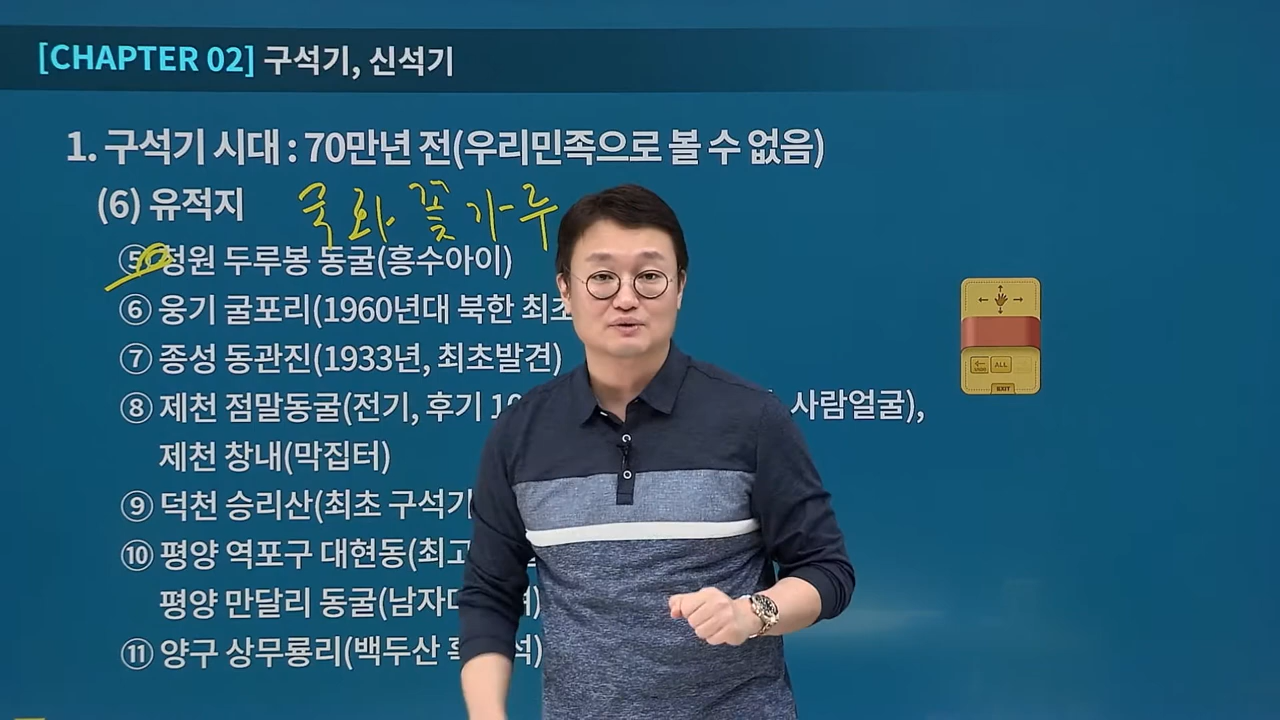 [CHAPTER 02] 구석기, 신석기
1. 구석기 시대 : 70만년 전(우리민족으로 볼 수 없음)
(6) 유적지 국화 꽃가루
⑤ 청원 두루봉 동굴(흥수아이)
⑥ 웅기 굴포리(1960년대 북한 최초
⑦ 종성 동관진(1933년, 최초발견)
⑧ 제천 점말동굴(전기, 후기 사람얼굴),
제천 창내(막집터)
⑨ 덕천 승리산(최초 구석기
⑩ 평양 역포구 대현동(최고
평양 만달리 동굴(남자
⑪ 양구 상무룡리(백두산
ALL
EXIT